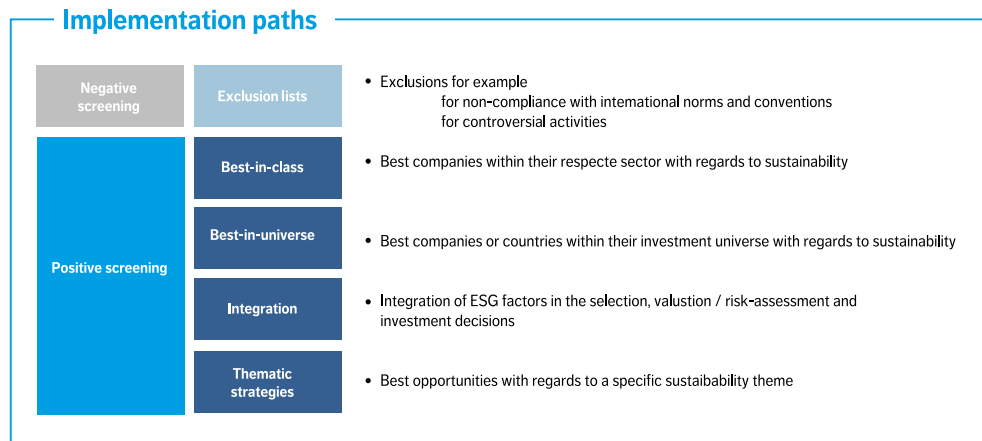 Implementation paths
Negative
screening
Exclusion lists
• Exclusions for example
for non-compliance with international norms and conventions
for controversial activities
Positive screening
Best-in-class
• Best companies within their respecte sector with regards to sustainability
Best-in-universe
• Best companies or countries within their investment universe with regards to sustainability
Integration
• Integration of ESG factors in the selection, valustion / risk-assessment and
investment decisions
Thematic
strategies
• Best opportunities with regards to a specific sustaibability theme